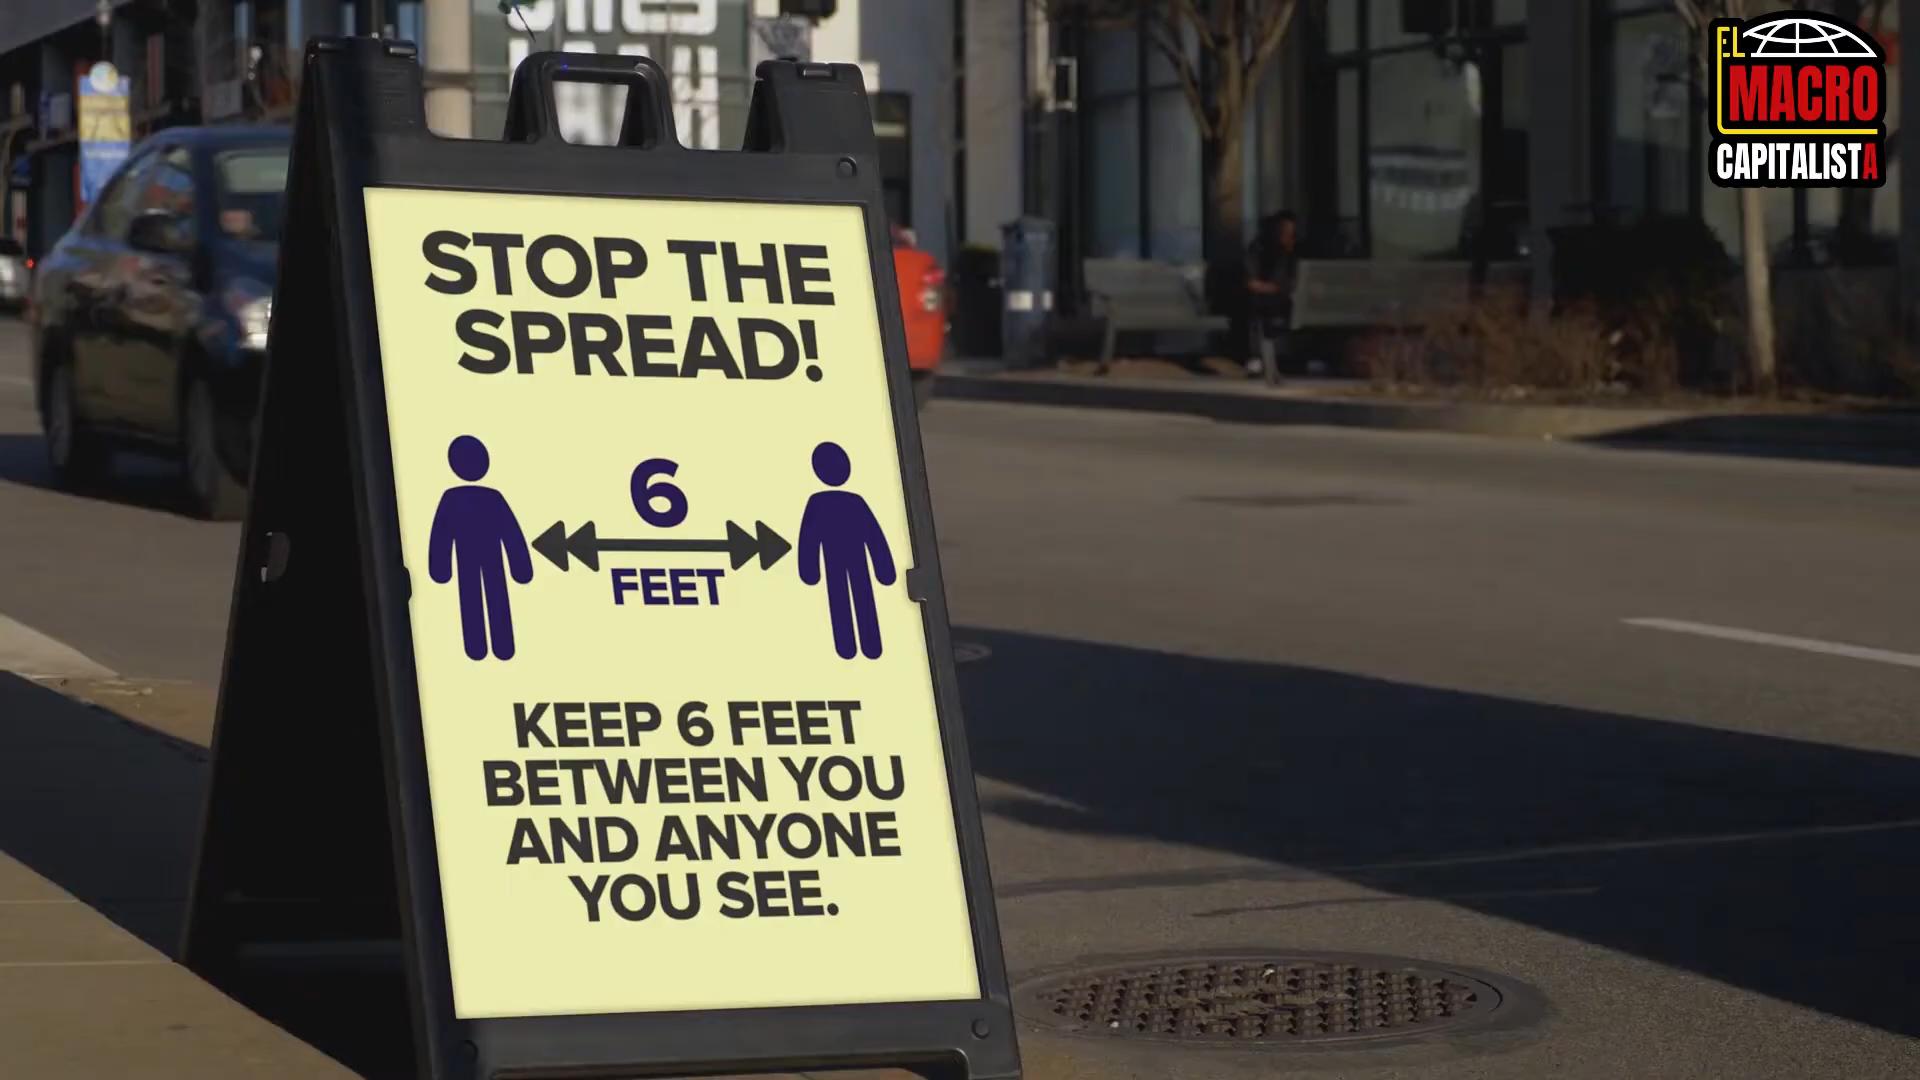 STOP THE
SPREAD!
6
FEET
KEEP 6 FEET
BETWEEN YOU
AND ANYONE
YOU SEE.
EL
MACRO
CAPITALISTA